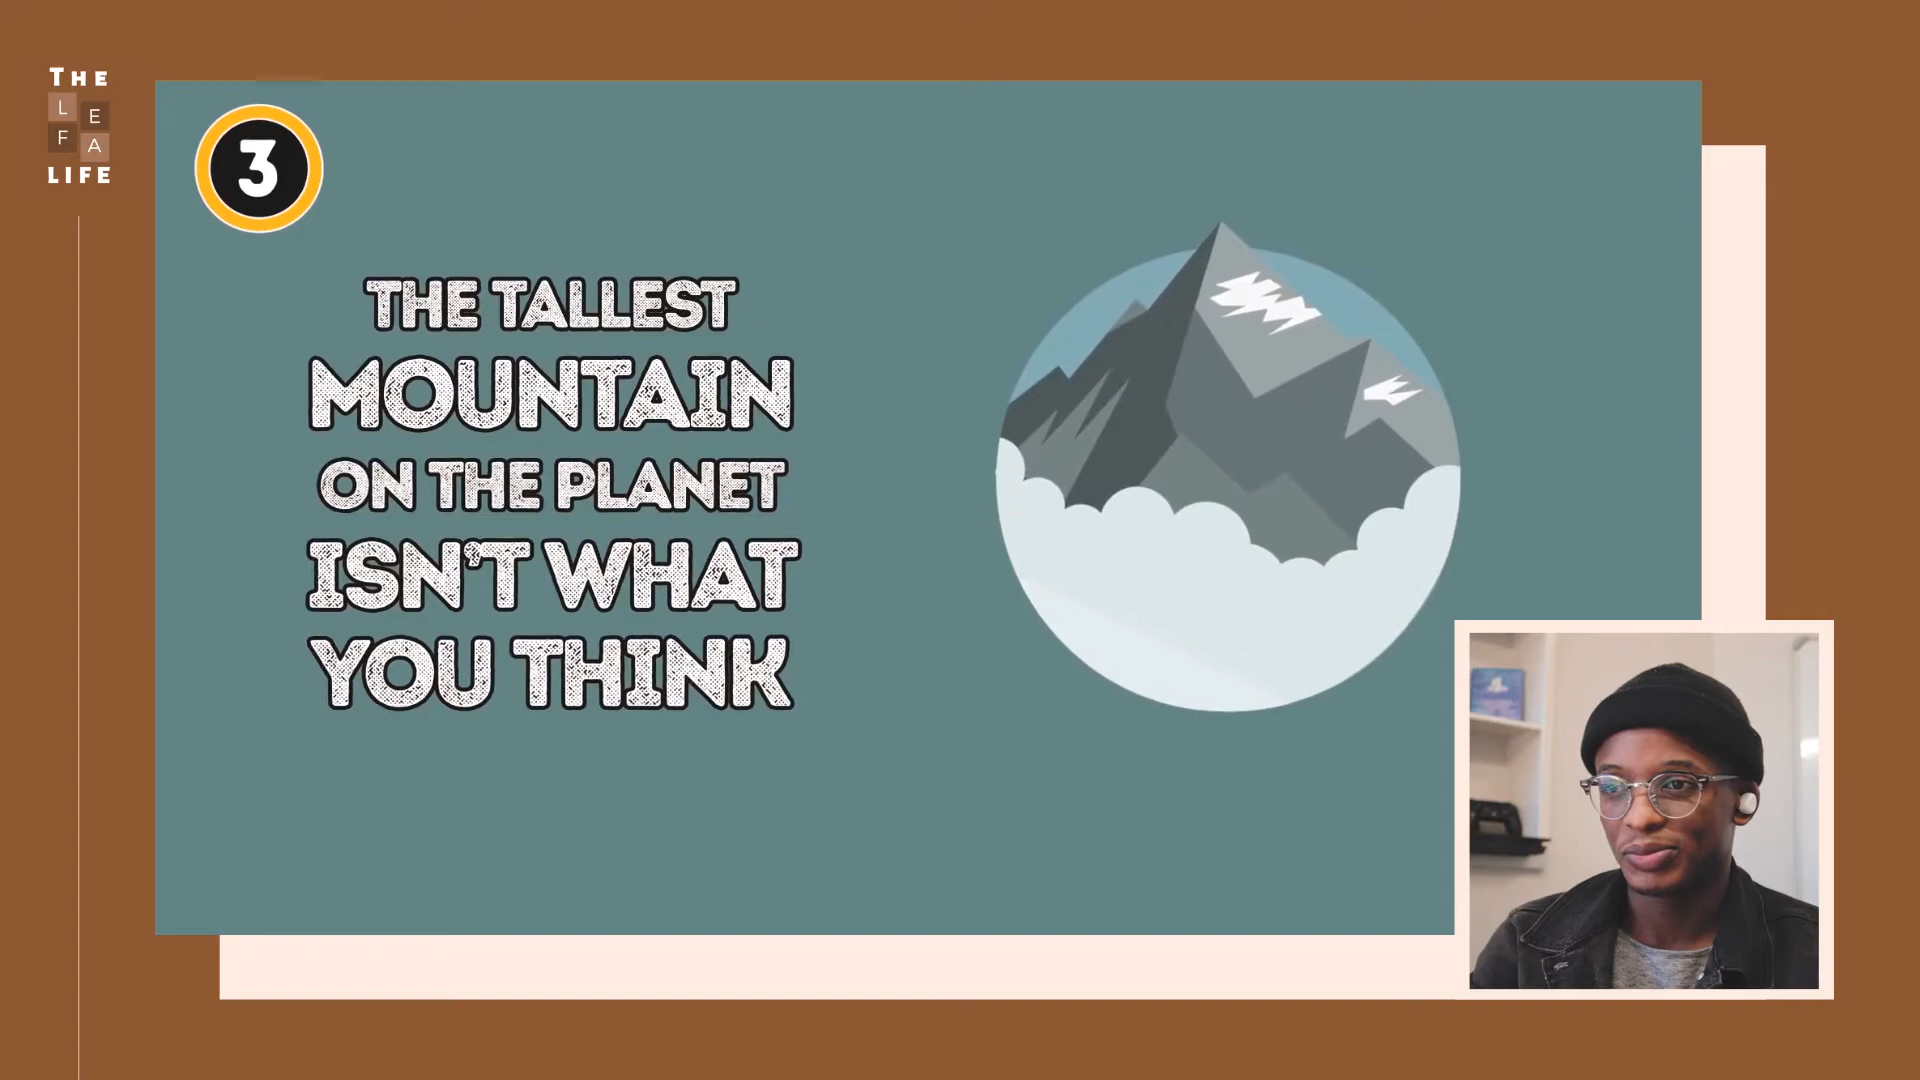 THE
L E
F A
LIFE
3
THE TALLEST
MOUNTAIN
ON THE PLANET
ISN'T WHAT
YOU THINK